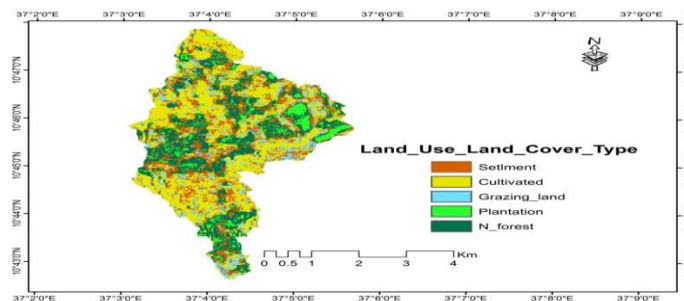 37°2'0"E 37°3'0"E 37°4'0"E 37°5'0"E 37°6'0"E 37°7'0"E 37°8'0"E 37°9'0"E
N
10°47'0"N
10°46'0"N
10°45'0"N
10°44'0"N
10°43'0"N
Land_Use_Land_Cover_Type
Setlment
Cultivated
Grazing_land
Plantation
N_forest
Km
0 0.5 1 2 3 4
37°2'0"E 37°3'0"E 37°4'0"E 37°5'0"E 37°6'0"E 37°7'0"E 37°8'0"E 37°9'0"E